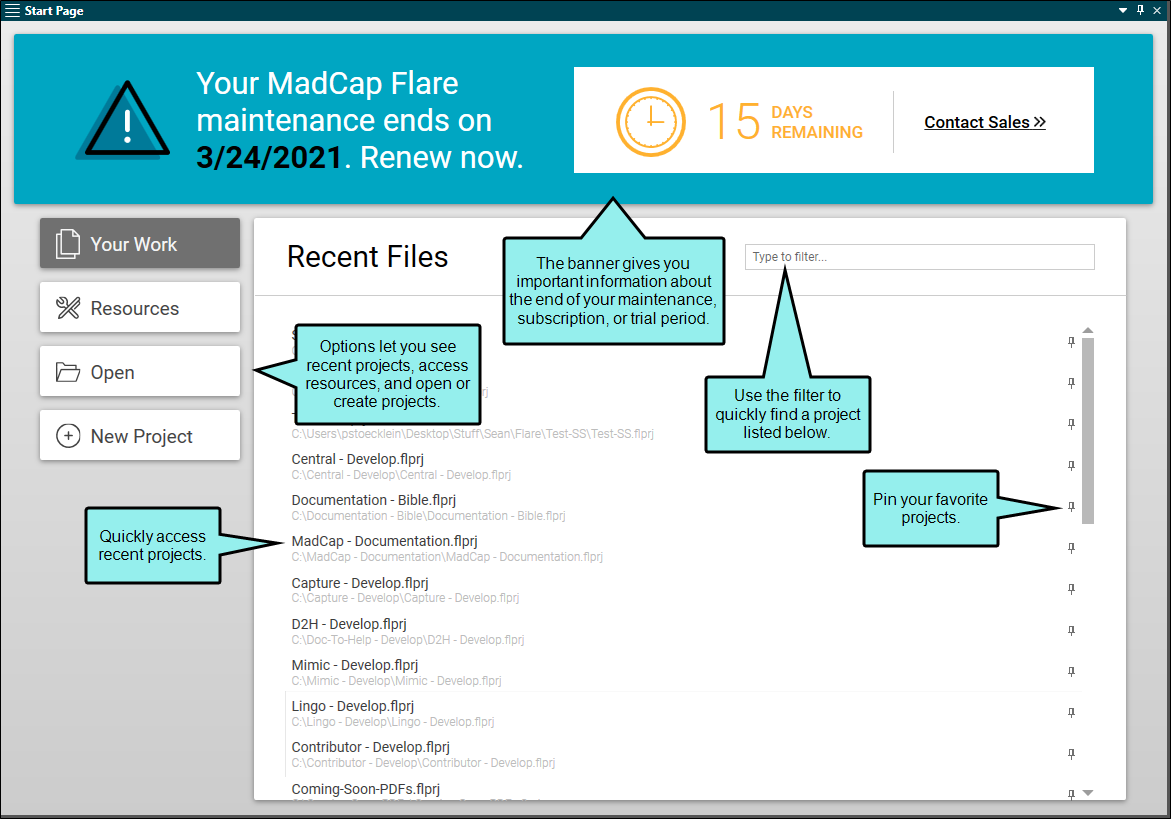 Start Page
Your MadCap Flare
maintenance ends on
3/24/2021. Renew now.
15
DAYS
REMAINING
Contact Sales
Your Work
Resources
Open
New Project
Recent Files
Type to filter...
The banner gives you
important information about
the end of your maintenance,
subscription, or trial period.
Options let you see
recent projects, access
resources, and open or
create projects.
Use the filter to
quickly find a project
listed below.
Pin your favorite
projects.
Quickly access
recent projects.
C:\Users\pstoecklein\Desktop\Stuff\Sean\Flare\Test-SS\Test-SS.flprj
Central - Develop.flprj
C:\Central - Develop\Central - Develop.flprj
Documentation - Bible.flprj
C:\Documentation - Bible\Documentation - Bible.flprj
MadCap - Documentation.flprj
C:\MadCap - Documentation\MadCap - Documentation.flprj
Capture - Develop.flprj
C:\Capture - Develop\Capture - Develop.flprj
D2H - Develop.flprj
C:\Doc-To-Help - Develop\D2H - Develop.flprj
Mimic - Develop.flprj
C:\Mimic - Develop\Mimic - Develop.flprj
Lingo - Develop.flprj
C:\Lingo - Develop\Lingo - Develop.flprj
Contributor - Develop.flprj
C:\Contributor - Develop\Contributor - Develop.flprj
Coming-Soon-PDFs.flprj